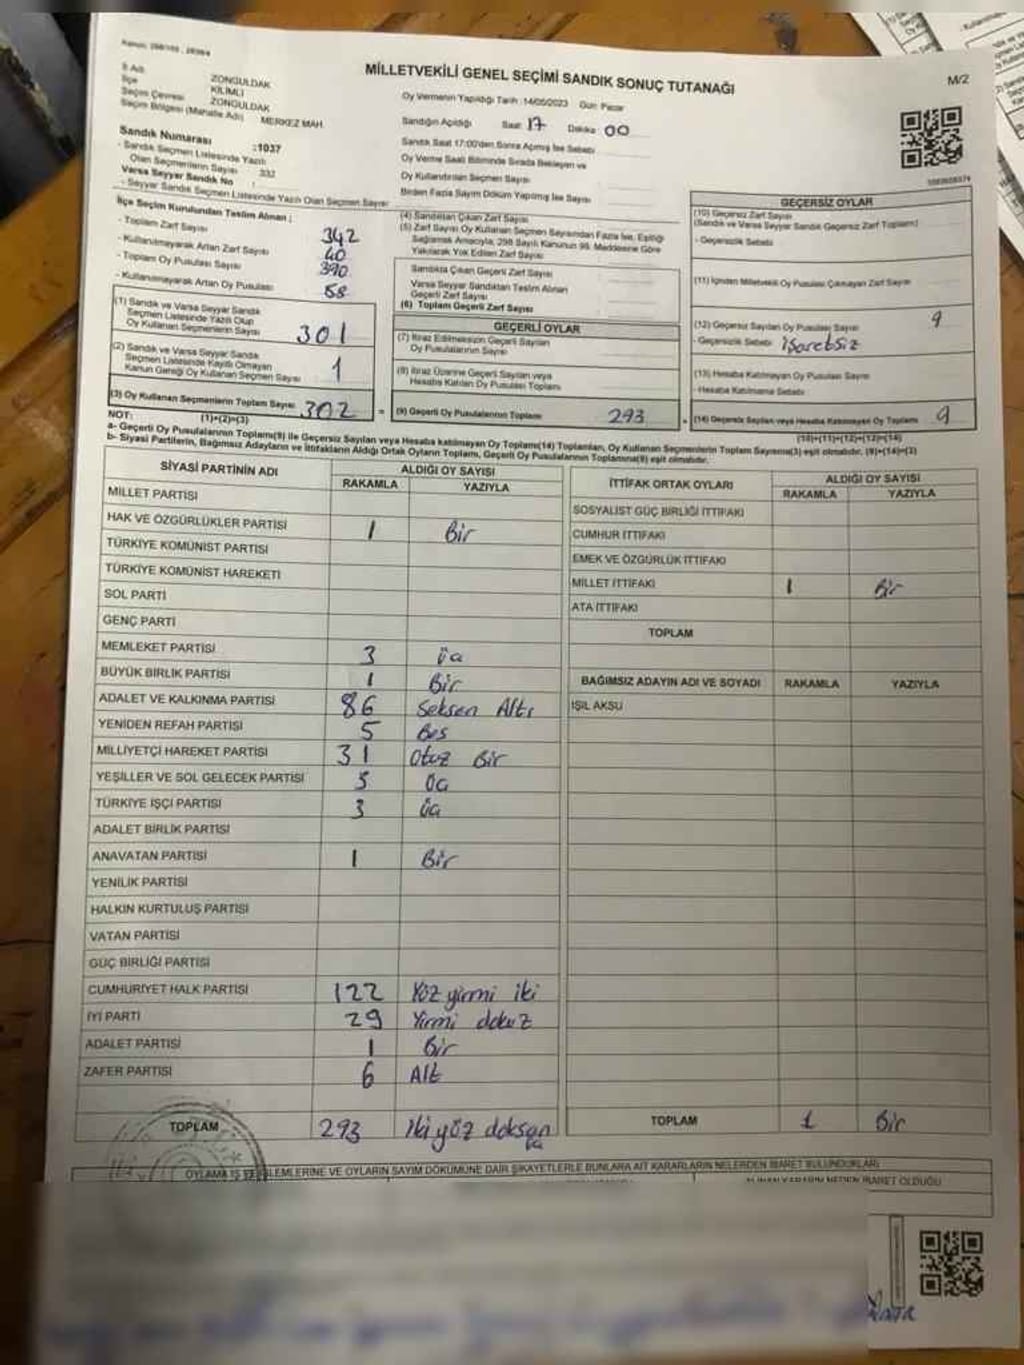 Kanun: 298/105 , 2839/4
İl Adı ZONGULDAK
İlçe KİLİMLİ
Seçim Çevresi ZONGULDAK
Seçim Bölgesi (Mahalle Adı) MERKEZ MAH.
Sandık Numarası :1037
- Sandık Seçmen Listesinde Yazılı
Olan Seçmenlerin Sayısı 332
Varsa Seyyar Sandık No :
- Seyyar Sandık Seçmen Listesinde Yazılı Olan Seçmen Sayısı
MİLLETVEKİLİ GENEL SEÇİMİ SANDIK SONUÇ TUTANAĞI
M/2
Oy Vermenin Yapıldığı Tarih :14/05/2023 Gün: Pazar
Sandığın Açıldığı Saat 17 Dakika 00
Sandık Saat 17:00'den Sonra Açmış İse Sebebi
Oy Verme Saati Bitiminde Sırada Bekleyen ve
Oy Kullandırılan Seçmen Sayısı
Birden Fazla Sayım Döküm Yapılmış İse Sayısı
İlçe Seçim Kurulundan Teslim Alınan :
- Toplam Zarf Sayısı 342
- Kullanılmayarak Artan Zarf Sayısı 40
- Toplam Oy Pusulası Sayısı 390
- Kullanılmayarak Artan Oy Pusulası 58
(1) Sandık ve Varsa Seyyar Sandık
Seçmen Listesinde Yazılı Olup
Oy Kullanan Seçmenlerin Sayısı 301
(2) Sandık ve Varsa Seyyar Sandık
Seçmen Listesinde Kayıtlı Olmayan
Kanun Gereği Oy Kullanan Seçmen Sayısı 1
(3) Oy Kullanan Seçmenlerin Toplam Sayısı 302
(1)+(2)=(3)
(4) Sandıktan Çıkan Zarf Sayısı
(5) Zarf Sayısı Oy Kullanan Seçmen Sayısından Fazla İse, Eşitliği
Sağlamak Amacıyla, 298 Sayılı Kanunun 98. Maddesine Göre
Yakılarak Yok Edilen Zarf Sayısı
Sandıkta Çıkan Geçerli Zarf Sayısı
Varsa Seyyar Sandıktan Teslim Alınan
Geçerli Zarf Sayısı
(6) Toplam Geçerli Zarf Sayısı
GEÇERLİ OYLAR
(7) İtiraz Edilmeksizin Geçerli Sayılan
Oy Pusulalarının Sayısı
(8) İtiraz Üzerine Geçerli Sayılan veya
Hesaba Katılan Oy Pusulası Toplamı
= (9) Geçerli Oy Pusulalarının Toplamı 293
GEÇERSİZ OYLAR
(10) Geçersiz Zarf Sayısı
(Sandık ve Varsa Seyyar Sandık Geçersiz Zarf Toplamı)
- Geçersizlik Sebebi
(11) İçinden Milletvekili Oy Pusulası Çıkmayan Zarf Sayısı
(12) Geçersiz Sayılan Oy Pusulası Sayısı 9
- Geçersizlik Sebebi işaretsiz
(13) Hesaba Katılmayan Oy Pusulası Sayısı
- Hesaba Katılmama Sebebi
(14) Geçersiz Sayılan veya Hesaba Katılmayan Oy Toplamı 9
(10)+(11)+(12)+(13)=(14)
NOT:
a- Geçerli Oy Pusulalarının Toplamı(9) ile Geçersiz Sayılan veya Hesaba katılmayan Oy Toplamı(14) Toplamları, Oy Kullanan Seçmenlerin Toplam Sayısına(3) eşit olmalıdır. (9)+(14)=(3)
b- Siyasi Partilerin, Bağımsız Adayların ve İttifakların Aldığı Ortak Oyların Toplamı, Geçerli Oy Pusulalarının Toplamına(9) eşit olmalıdır.
SİYASİ PARTİNİN ADI ALDIĞI OY SAYISI
RAKAMLA YAZIYLA
MİLLET PARTİSİ
HAK VE ÖZGÜRLÜKLER PARTİSİ 1 Bir
TÜRKİYE KOMÜNİST PARTİSİ
TÜRKİYE KOMÜNİST HAREKETİ
SOL PARTİ
GENÇ PARTİ
MEMLEKET PARTİSİ 3 üç
BÜYÜK BİRLİK PARTİSİ 1 Bir
ADALET VE KALKINMA PARTİSİ 86 Seksen Altı
YENİDEN REFAH PARTİSİ 5 Beş
MİLLİYETÇİ HAREKET PARTİSİ 31 Otuz Bir
YEŞİLLER VE SOL GELECEK PARTİSİ 3 Üç
TÜRKİYE İŞÇİ PARTİSİ 3 üç
ADALET BİRLİK PARTİSİ
ANAVATAN PARTİSİ 1 Bir
YENİLİK PARTİSİ
HALKIN KURTULUŞ PARTİSİ
VATAN PARTİSİ
GÜÇ BİRLİĞİ PARTİSİ
CUMHURİYET HALK PARTİSİ 122 Yüz yirmi iki
İYİ PARTİ 29 Yirmi dokuz
ADALET PARTİSİ 1 Bir
ZAFER PARTİSİ 6 Altı
TOPLAM 293 iki yüz doksan üç
İTTİFAK ORTAK OYLARI ALDIĞI OY SAYISI
RAKAMLA YAZIYLA
SOSYALİST GÜÇ BİRLİĞİ İTTİFAKI
CUMHUR İTTİFAKI
EMEK VE ÖZGÜRLÜK İTTİFAKI
MİLLET İTTİFAKI 1 Bir
ATA İTTİFAKI
TOPLAM
BAĞIMSIZ ADAYIN ADI VE SOYADI RAKAMLA YAZIYLA
IŞIL AKSU
TOPLAM 1 Bir
OYLAMA İŞ VE İŞLEMLERİNE VE OYLARIN SAYIM DÖKÜMÜNE DAİR ŞİKAYETLERLE BUNLARA AİT KARARLARIN NELERDEN İBARET BULUNDUKLARI
ALINAN KARARIN NEDEN İBARET OLDUĞU